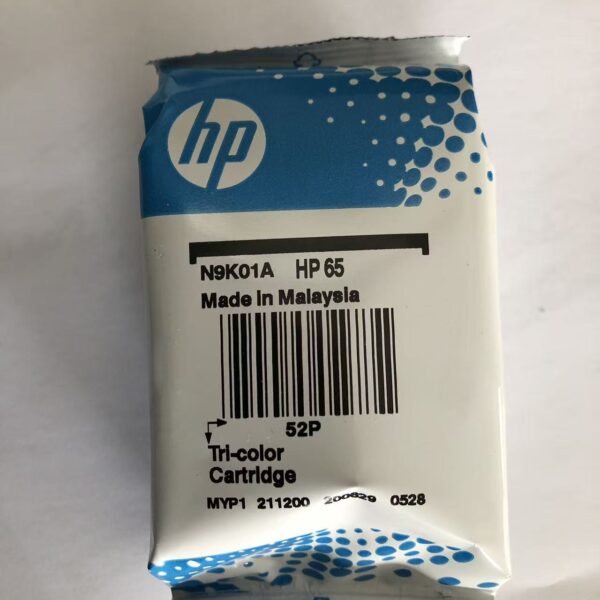 hp
N9K01A HP 65
Made in Malaysia
52P
Tri-color
Cartridge
MYP1 211200 200629 0528